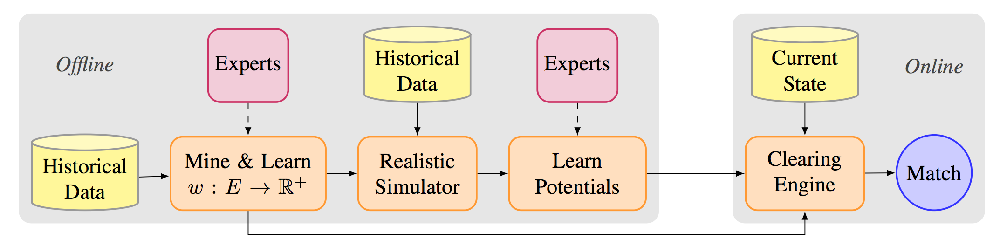 Offline
Experts
Historical
Data
Experts
Current
State
Online
Historical
Data
Mine & Learn
w : E → ℝ⁺
Realistic
Simulator
Learn
Potentials
Clearing
Engine
Match